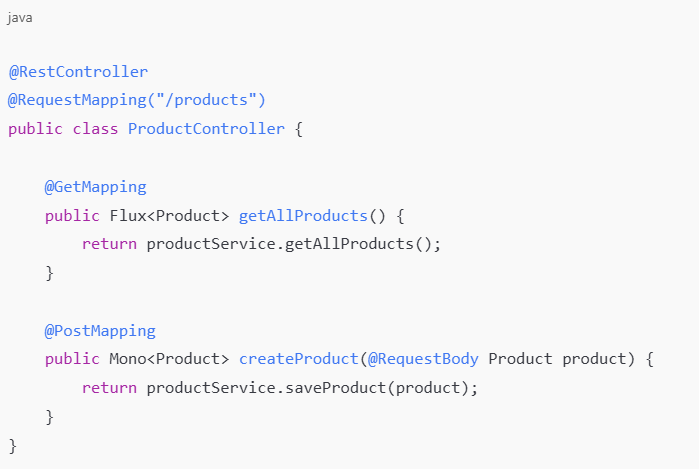 java
@RestController
@RequestMapping("/products")
public class ProductController {
    @GetMapping
    public Flux<Product> getAllProducts() {
        return productService.getAllProducts();
    }
    @PostMapping
    public Mono<Product> createProduct(@RequestBody Product product) {
        return productService.saveProduct(product);
    }
}